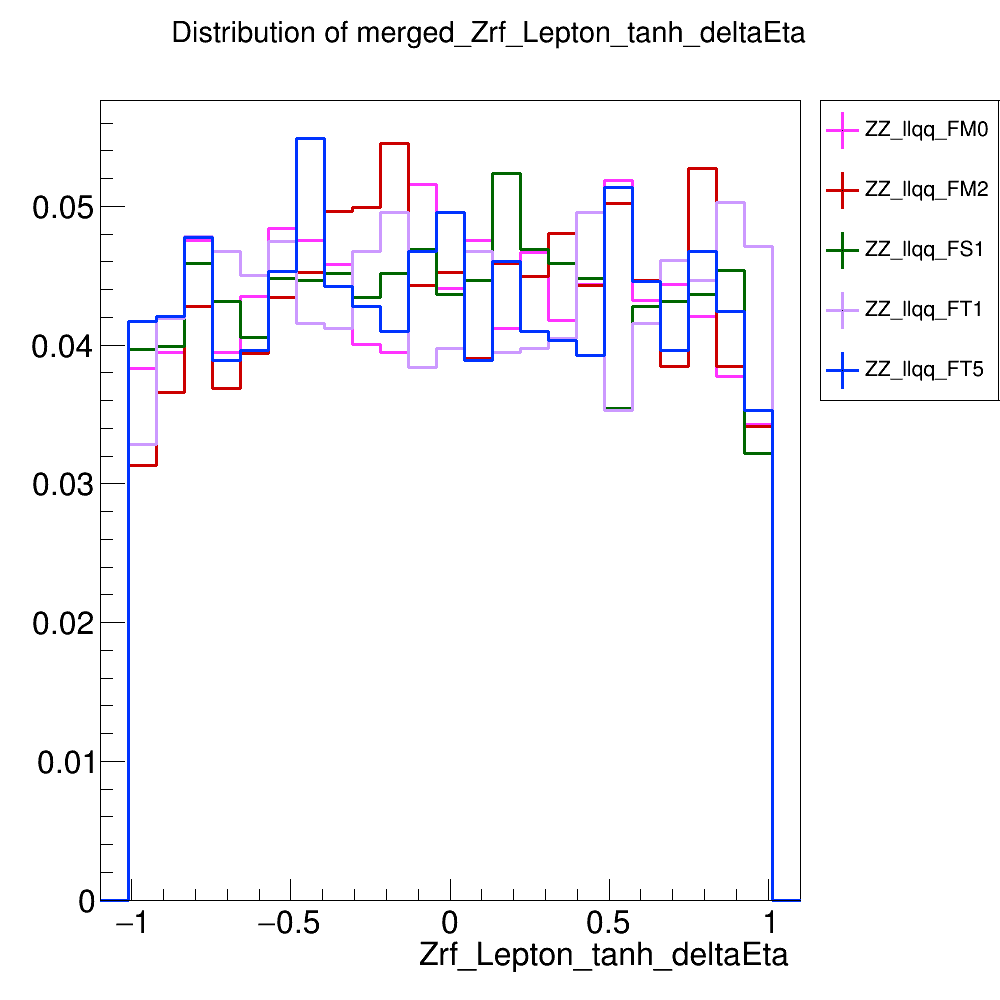 Distribution of merged_Zrf_Lepton_tanh_deltaEta
ZZ_llqq_FM0
ZZ_llqq_FM2
ZZ_llqq_FS1
ZZ_llqq_FT1
ZZ_llqq_FT5
0.05
0.04
0.03
0.02
0.01
0
−1 −0.5 0 0.5 1
Zrf_Lepton_tanh_deltaEta